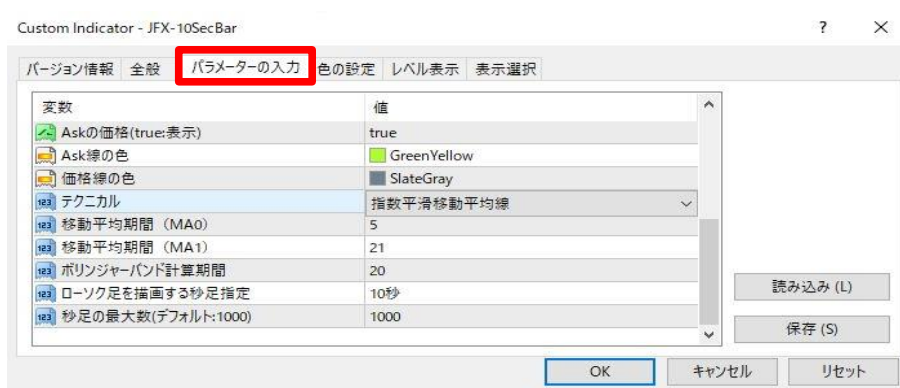 Custom Indicator - JFX-10SecBar ? ×
バージョン情報 全般 パラメーターの入力 色の設定 レベル表示 表示選択
変数 値
Askの価格(true:表示) true
Ask線の色 GreenYellow
価格線の色 SlateGray
123 テクニカル 指数平滑移動平均線
123 移動平均期間（MA0） 5
123 移動平均期間（MA1） 21
123 ボリンジャーバンド計算期間 20
123 ローソク足を描画する秒足指定 10秒
123 秒足の最大数(デフォルト:1000) 1000
読み込み (L)
保存 (S)
OK キャンセル リセット